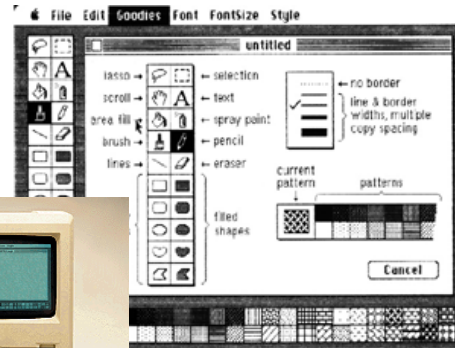 File Edit Goodies Font FontSize Style
untitled
lasso selection
scroll text
area fill spray paint
brush pencil
lines eraser
filled shapes
no border
line & border
widths, multiple
copy spacing
current
pattern patterns
Cancel